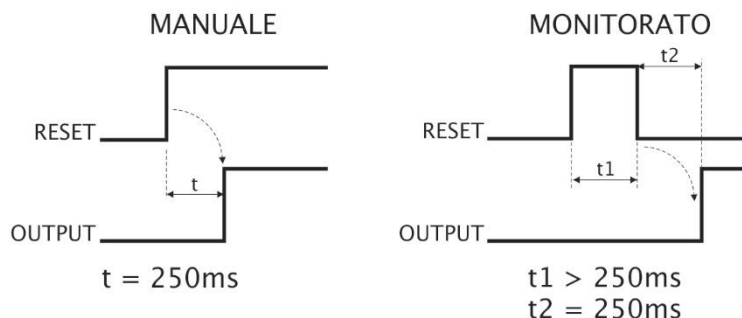 MANUALE
RESET
t
OUTPUT
t = 250ms
MONITORATO
t2
RESET
t1
OUTPUT
t1 > 250ms
t2 = 250ms